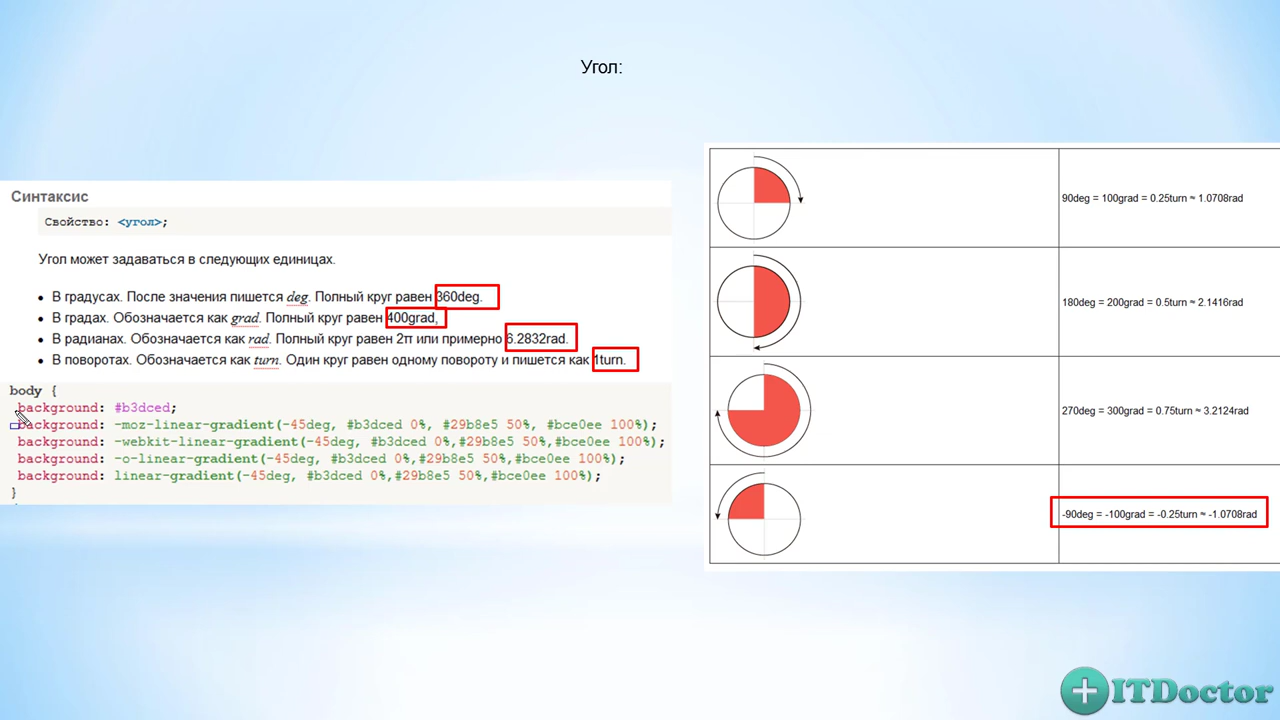 Угол:
Синтаксис
Свойство: <угол>;
Угол может задаваться в следующих единицах.
• В градусах. После значения пишется deg. Полный круг равен 360deg.
• В градах. Обозначается как grad. Полный круг равен 400grad,
• В радианах. Обозначается как rad. Полный круг равен 2π или примерно 6.2832rad.
• В поворотах. Обозначается как turn. Один круг равен одному повороту и пишется как 1turn.
body {
background: #b3dced;
background: -moz-linear-gradient(-45deg, #b3dced 0%, #29b8e5 50%, #bce0ee 100%);
background: -webkit-linear-gradient(-45deg, #b3dced 0%,#29b8e5 50%,#bce0ee 100%);
background: -o-linear-gradient(-45deg, #b3dced 0%,#29b8e5 50%,#bce0ee 100%);
background: linear-gradient(-45deg, #b3dced 0%,#29b8e5 50%,#bce0ee 100%);
}
90deg = 100grad = 0.25turn ≈ 1.0708rad
180deg = 200grad = 0.5turn ≈ 2.1416rad
270deg = 300grad = 0.75turn ≈ 3.2124rad
-90deg = -100grad = -0.25turn ≈ -1.0708rad
ITDoctor